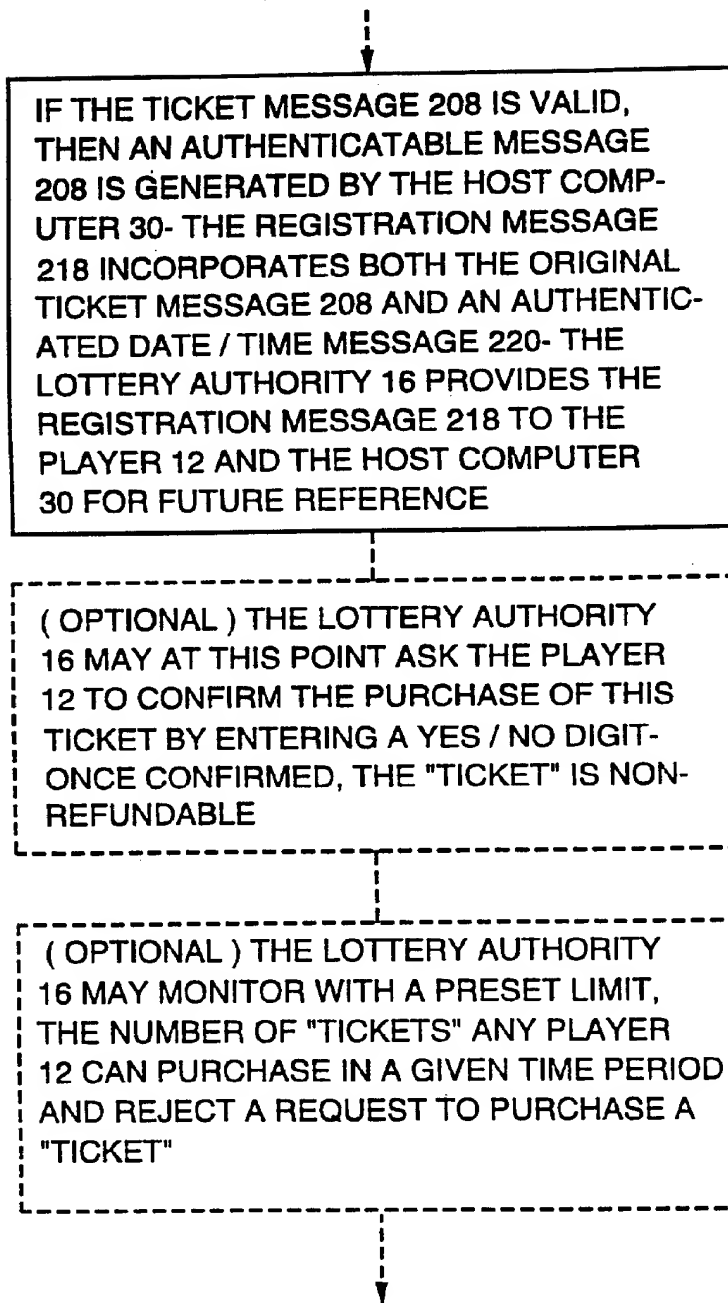 IF THE TICKET MESSAGE 208 IS VALID,
THEN AN AUTHENTICATABLE MESSAGE
208 IS GENERATED BY THE HOST COMP-
UTER 30- THE REGISTRATION MESSAGE
218 INCORPORATES BOTH THE ORIGINAL
TICKET MESSAGE 208 AND AN AUTHENTIC-
ATED DATE / TIME MESSAGE 220- THE
LOTTERY AUTHORITY 16 PROVIDES THE
REGISTRATION MESSAGE 218 TO THE
PLAYER 12 AND THE HOST COMPUTER
30 FOR FUTURE REFERENCE
( OPTIONAL ) THE LOTTERY AUTHORITY
16 MAY AT THIS POINT ASK THE PLAYER
12 TO CONFIRM THE PURCHASE OF THIS
TICKET BY ENTERING A YES / NO DIGIT-
ONCE CONFIRMED, THE "TICKET" IS NON-
REFUNDABLE
( OPTIONAL ) THE LOTTERY AUTHORITY
16 MAY MONITOR WITH A PRESET LIMIT,
THE NUMBER OF "TICKETS" ANY PLAYER
12 CAN PURCHASE IN A GIVEN TIME PERIOD
AND REJECT A REQUEST TO PURCHASE A
"TICKET"